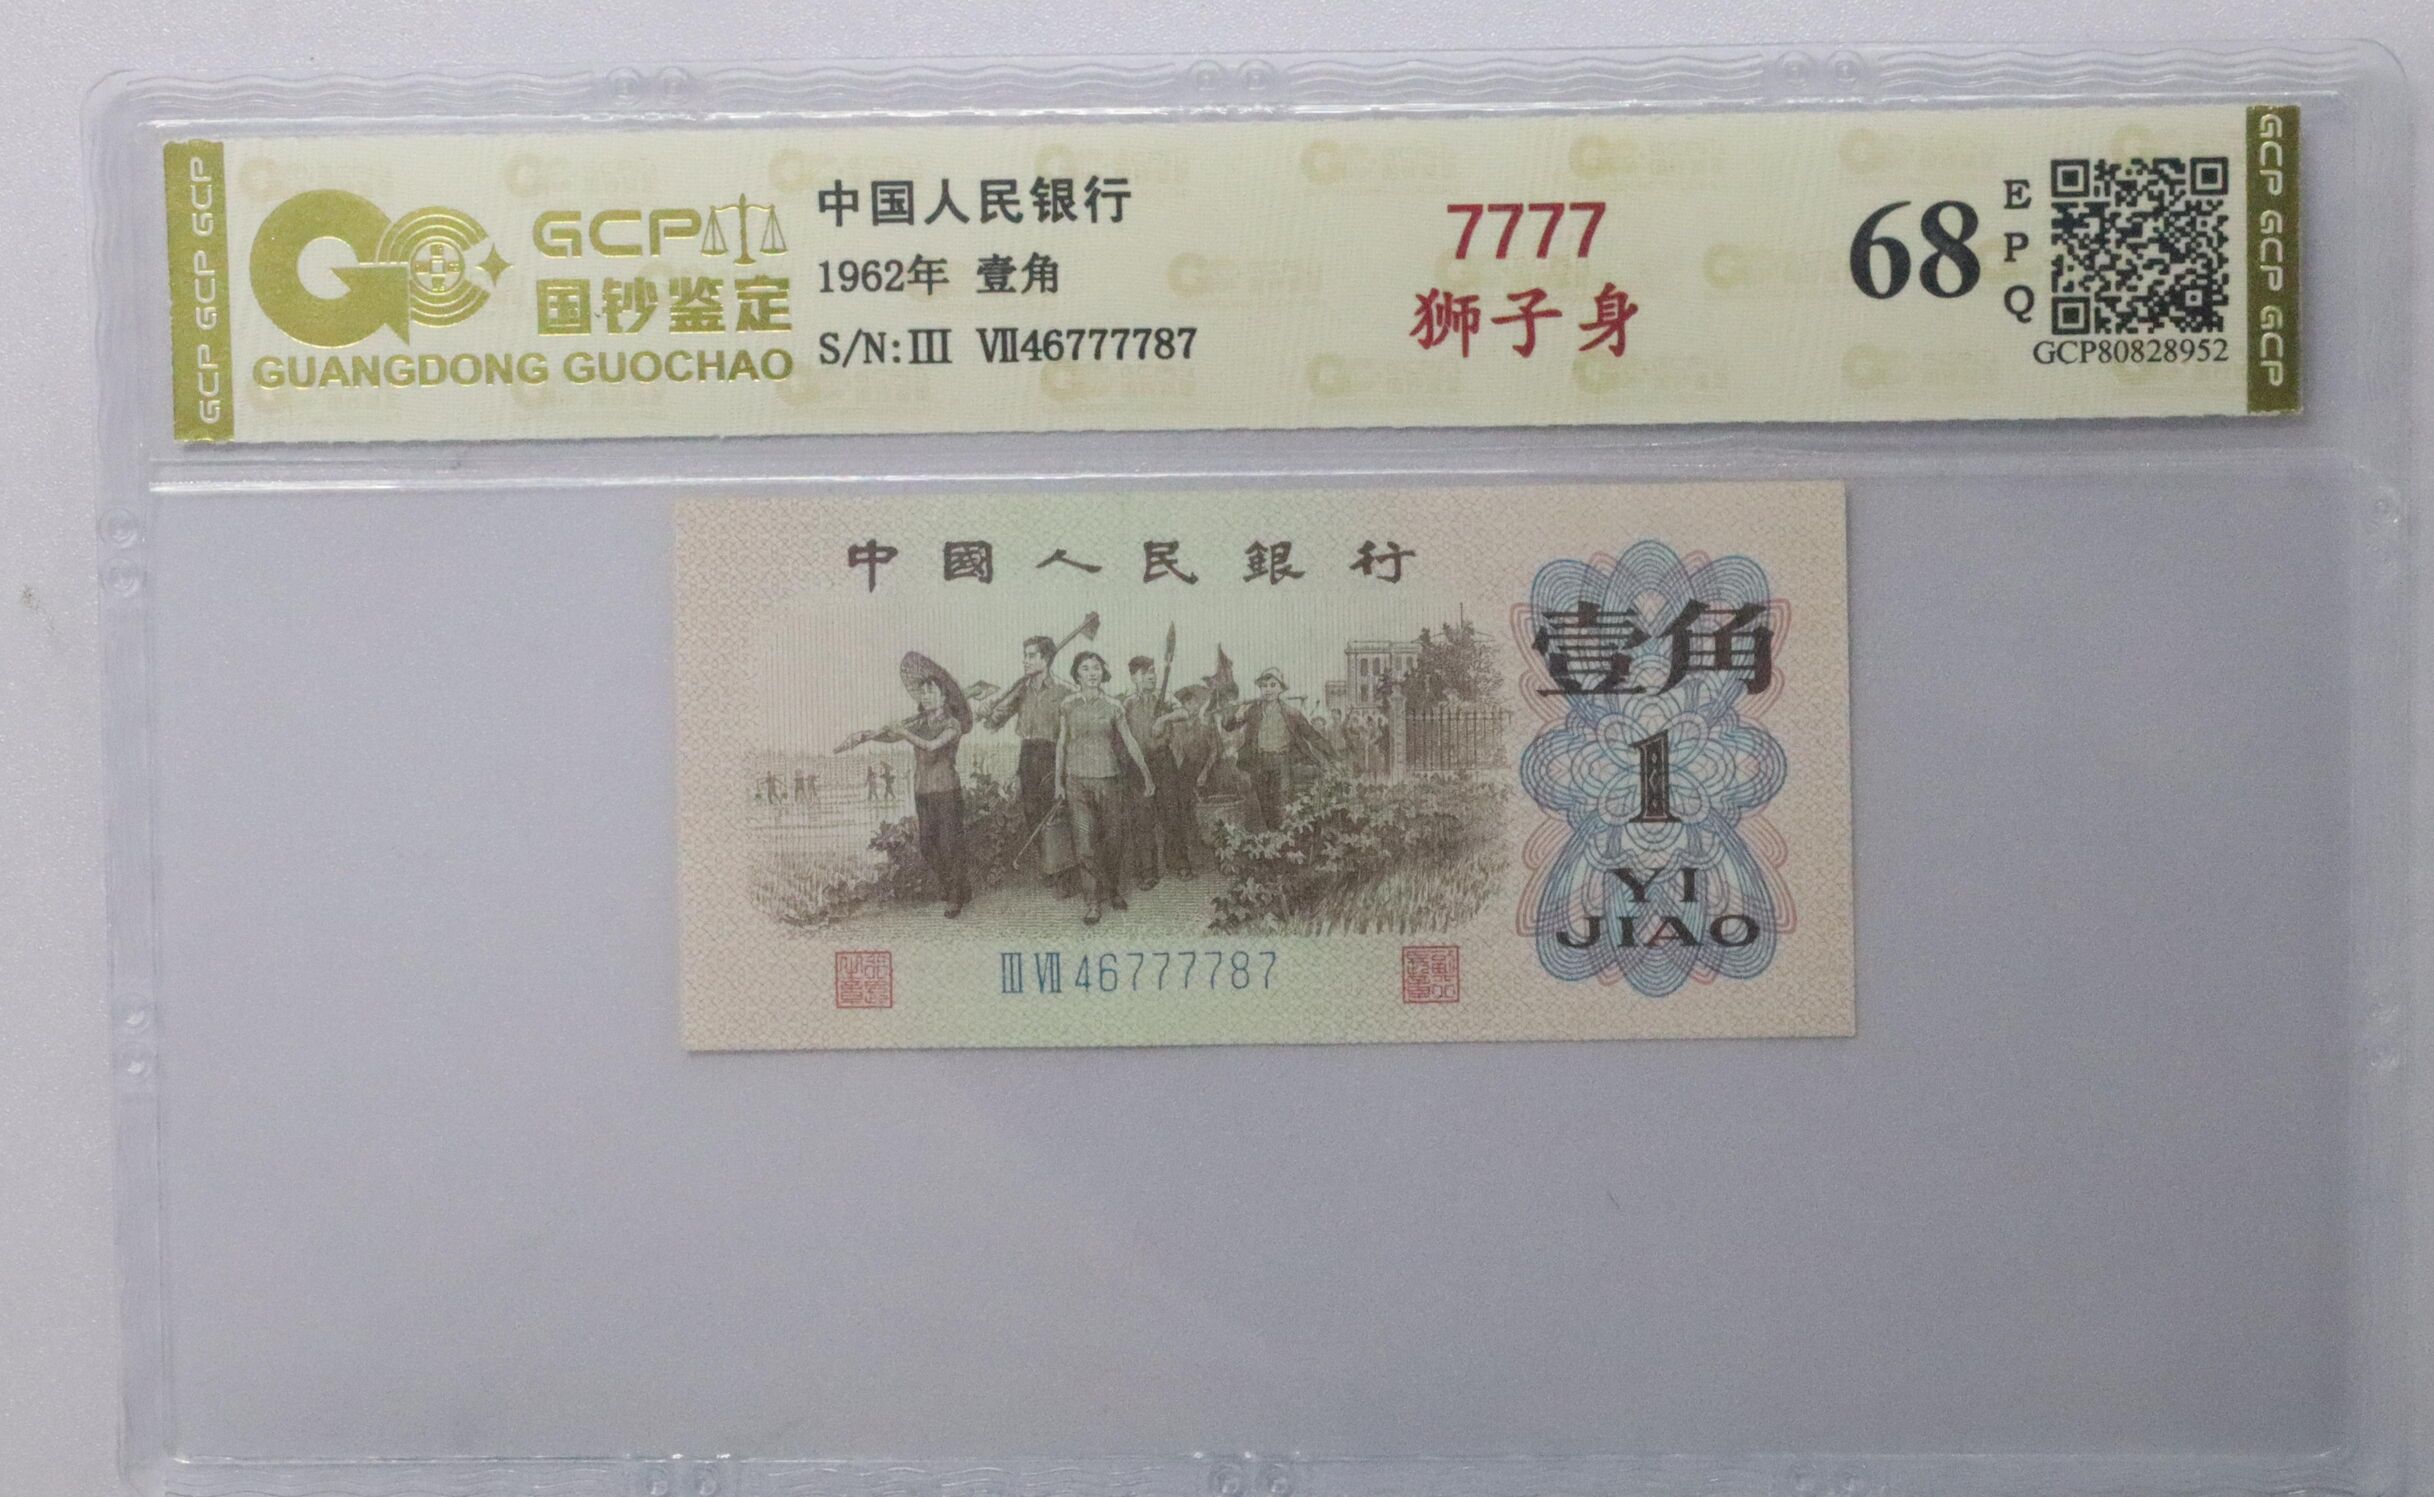 GCP GCP GCP
GCP
国钞鉴定
GUANGDONG GUOCHAO
中国人民银行
1962年 壹角
S/N:III VII46777787
7777
狮子身
68
EPQ
GCP80828952
GCP GCP GCP
中國人民銀行
壹角
1
YI
JIAO
III VII 46777787